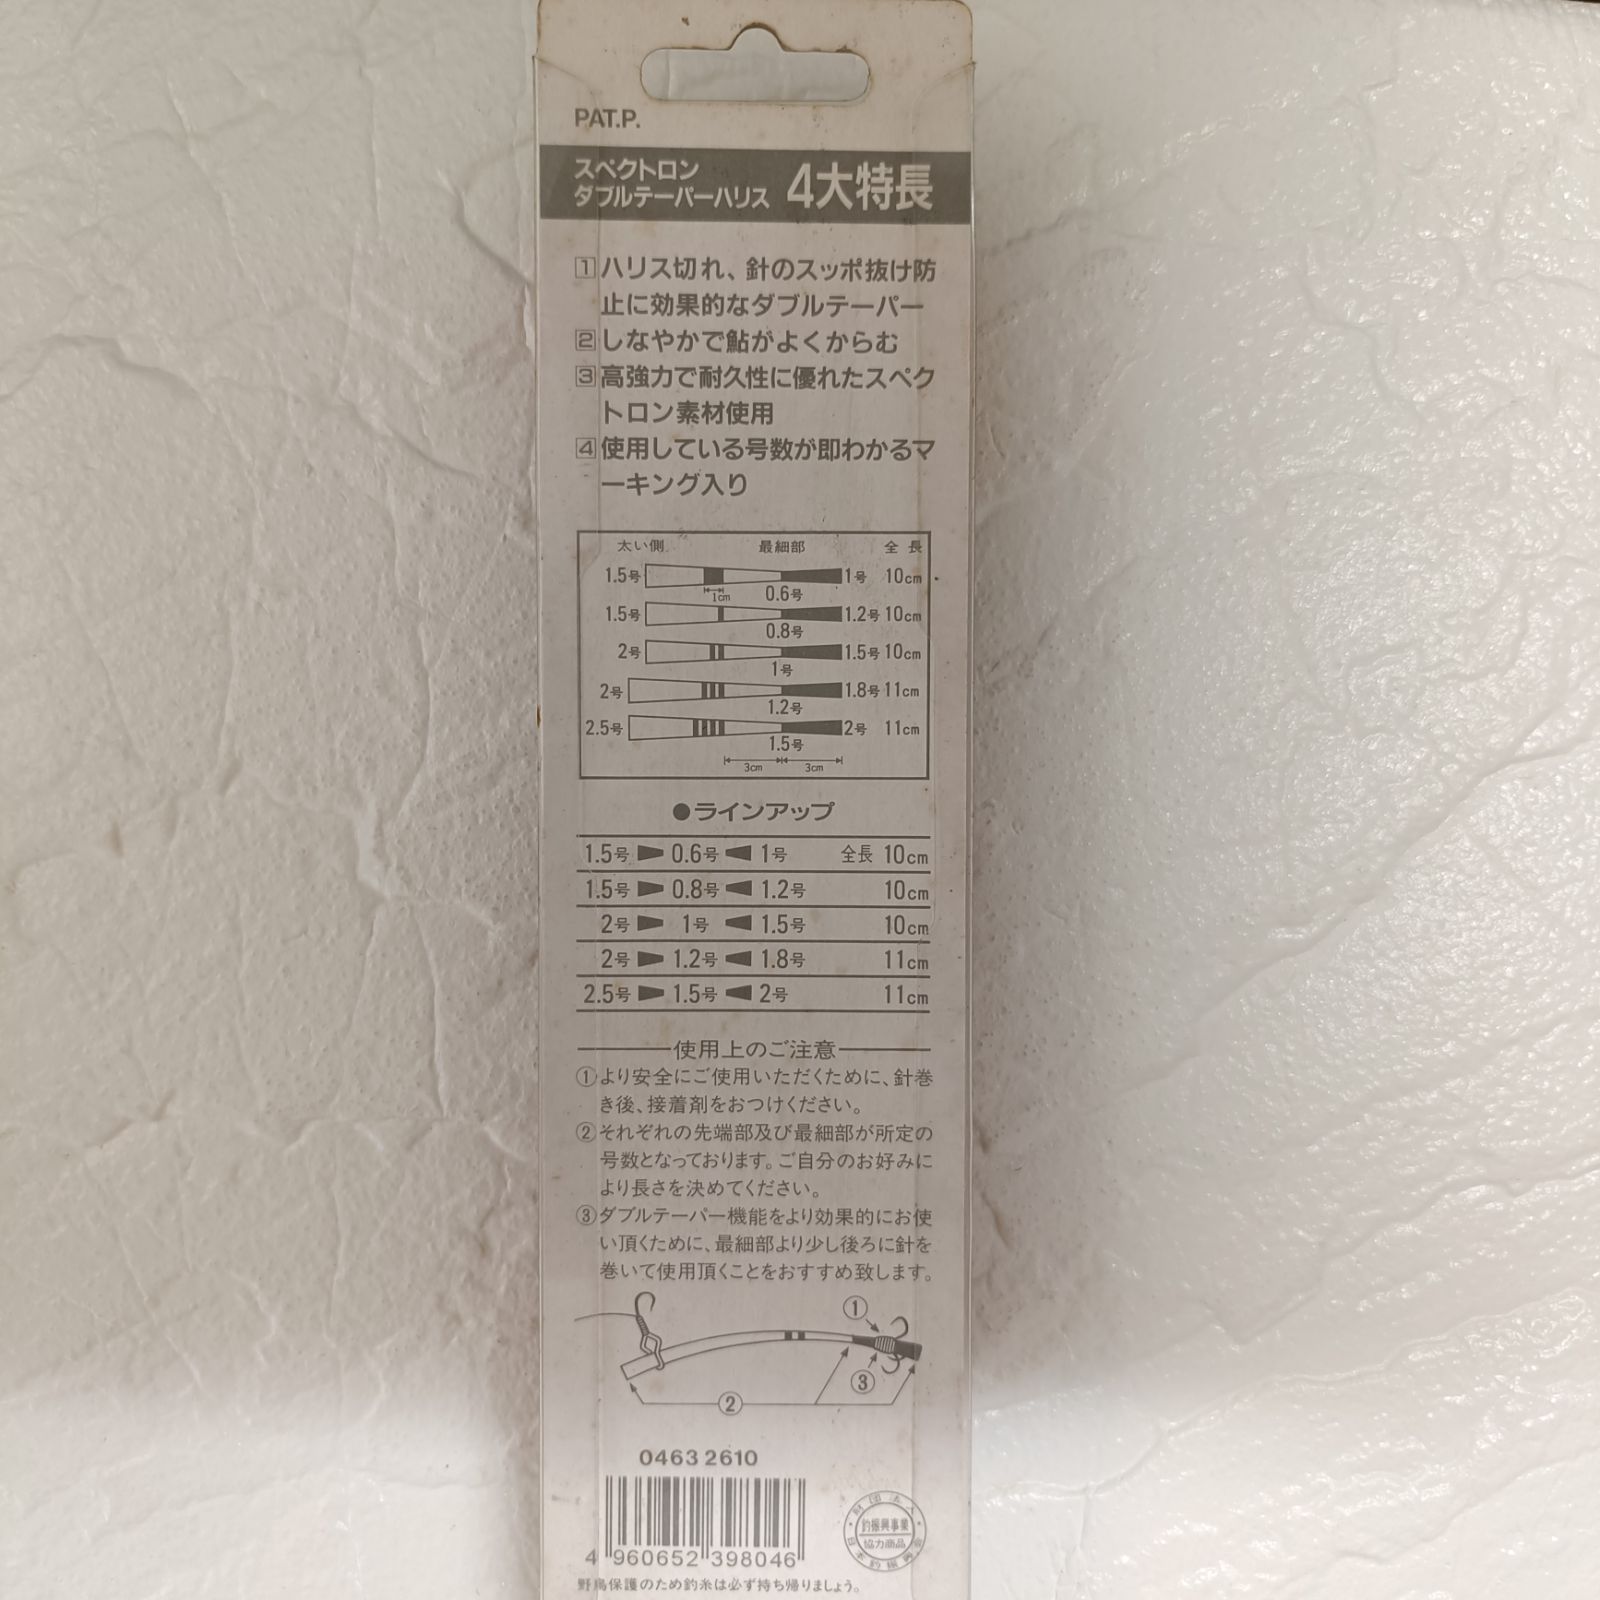 PAT.P.
スペクトロン
ダブルテーパーハリス 4大特長
1 ハリス切れ、針のスッポ抜け防
止に効果的なダブルテーパー
2 しなやかで鮎がよくからむ
3 高強力で耐久性に優れたスペク
トロン素材使用
4 使用している号数が即わかるマ
ーキング入り
太い側 最細部 全長
1.5号 1号 10cm
1cm 0.6号
1.5号 1.2号 10cm
0.8号
2号 1.5号 10cm
1号
2号 1.8号 11cm
1.2号
2.5号 2号 11cm
1.5号
3cm 3cm
●ラインアップ
1.5号 ▶ 0.6号 ◀ 1号 全長 10cm
1.5号 ▶ 0.8号 ◀ 1.2号 10cm
2号 ▶ 1号 ◀ 1.5号 10cm
2号 ▶ 1.2号 ◀ 1.8号 11cm
2.5号 ▶ 1.5号 ◀ 2号 11cm
使用上のご注意
①より安全にご使用いただくために、針巻
き後、接着剤をおつけください。
②それぞれの先端部及び最細部が所定の
号数となっております。ご自分のお好みに
より長さを決めてください。
③ダブルテーパー機能をより効果的にお使
い頂くために、最細部より少し後ろに針を
巻いて使用頂くことをおすすめ致します。
①
③
②
0463 2610
4 960652 398046
財団法人
釣振興事業
協力商品
日本釣振興会
野鳥保護のため釣糸は必ず持ち帰りましょう。